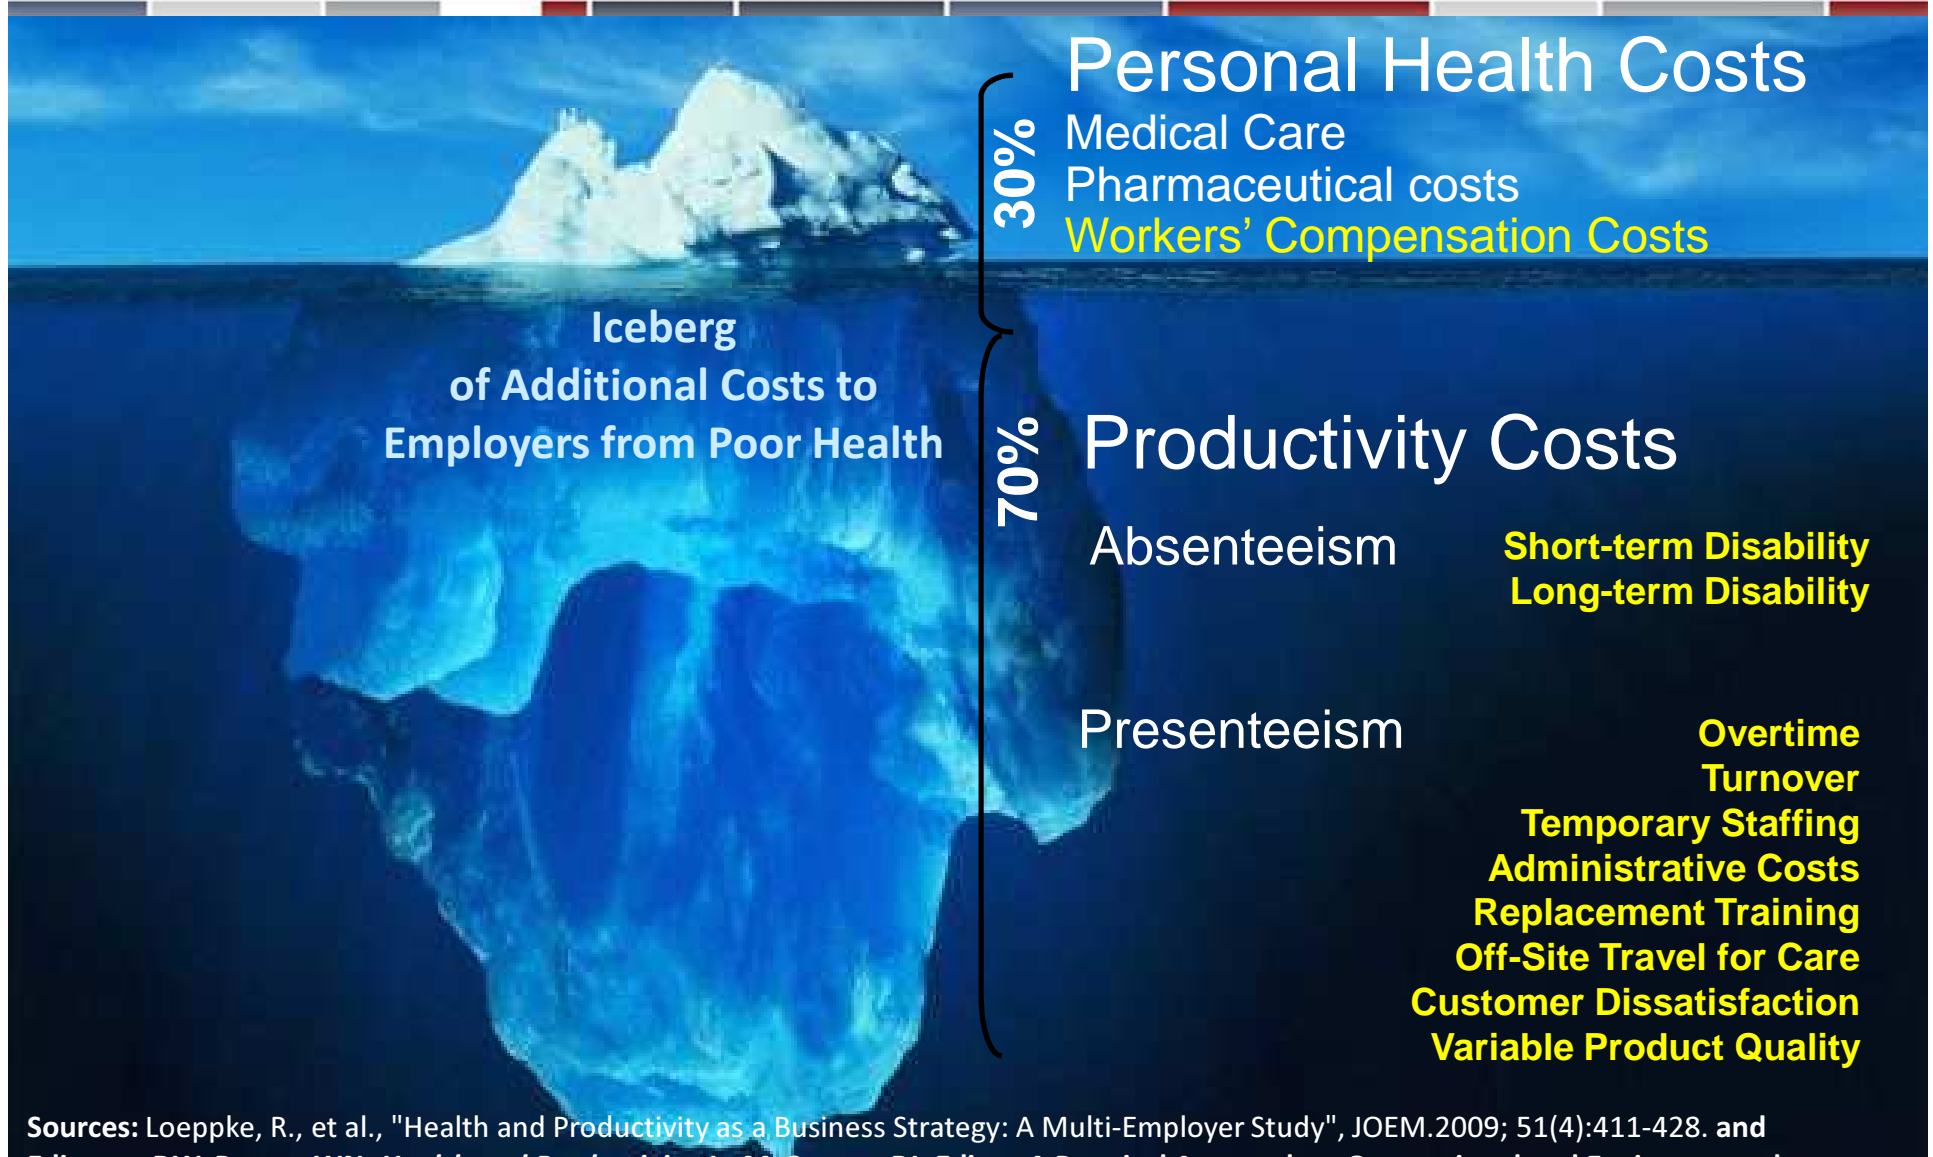 Personal Health Costs
30%
Medical Care
Pharmaceutical costs
Workers’ Compensation Costs
Iceberg
of Additional Costs to
Employers from Poor Health
70%
Productivity Costs
Absenteeism
Short-term Disability
Long-term Disability
Presenteeism
Overtime
Turnover
Temporary Staffing
Administrative Costs
Replacement Training
Off-Site Travel for Care
Customer Dissatisfaction
Variable Product Quality
Sources: Loeppke, R., et al., "Health and Productivity as a Business Strategy: A Multi-Employer Study", JOEM.2009; 51(4):411-428. and